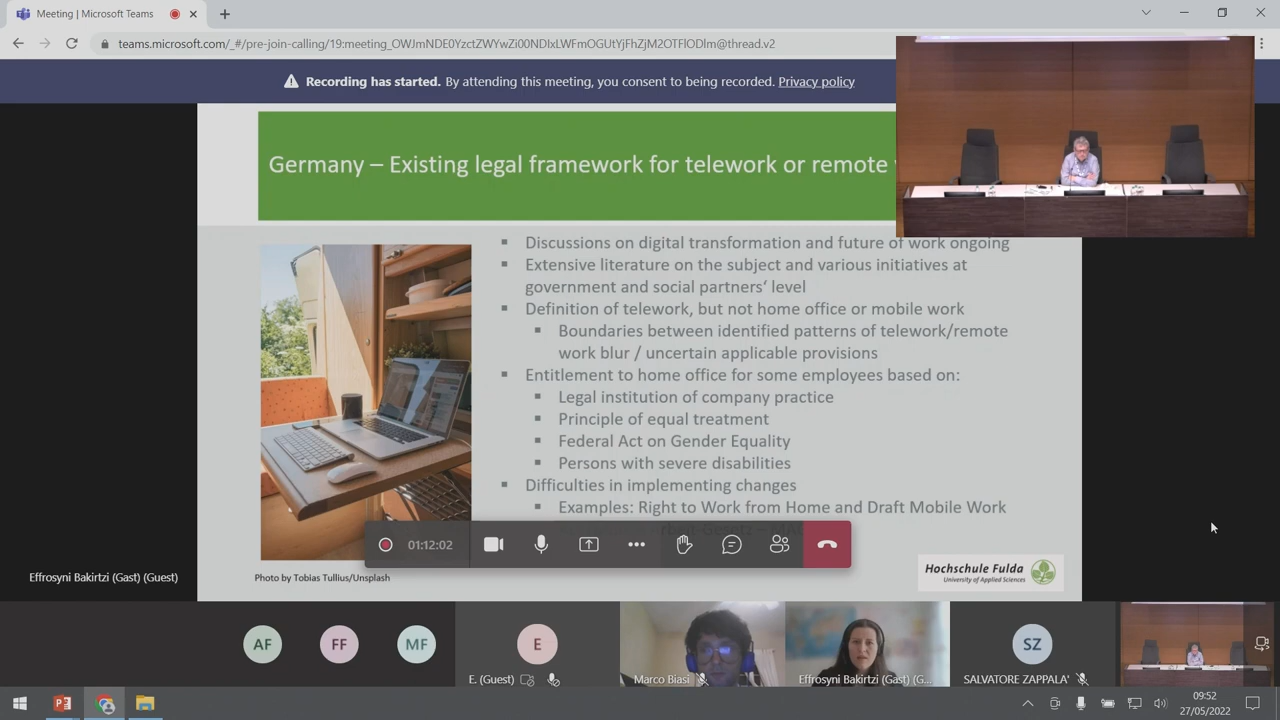 Meeting | Microsoft Teams
teams.microsoft.com/_#/pre-join-calling/19:meeting_OWJmNDE0YzctZWYwZi00NDIxLWFmOGUtYjFhZjM2OTFlODlm@thread.v2
Recording has started. By attending this meeting, you consent to being recorded. Privacy policy
Germany – Existing legal framework for telework or remote
▪ Discussions on digital transformation and future of work ongoing
▪ Extensive literature on the subject and various initiatives at
government and social partners‘ level
▪ Definition of telework, but not home office or mobile work
▪ Boundaries between identified patterns of telework/remote
work blur / uncertain applicable provisions
▪ Entitlement to home office for some employees based on:
▪ Legal institution of company practice
▪ Principle of equal treatment
▪ Federal Act on Gender Equality
▪ Persons with severe disabilities
▪ Difficulties in implementing changes
▪ Examples: Right to Work from Home and Draft Mobile Work
01:12:02
Effrosyni Bakirtzi (Gast) (Guest)
Photo by Tobias Tullius/Unsplash
Hochschule Fulda
University of Applied Sciences
AF
FF
MF
E
E. (Guest)
Marco Biasi
Effrosyni Bakirtzi (Gast) (G...
SZ
SALVATORE ZAPPALA'
09:52
27/05/2022